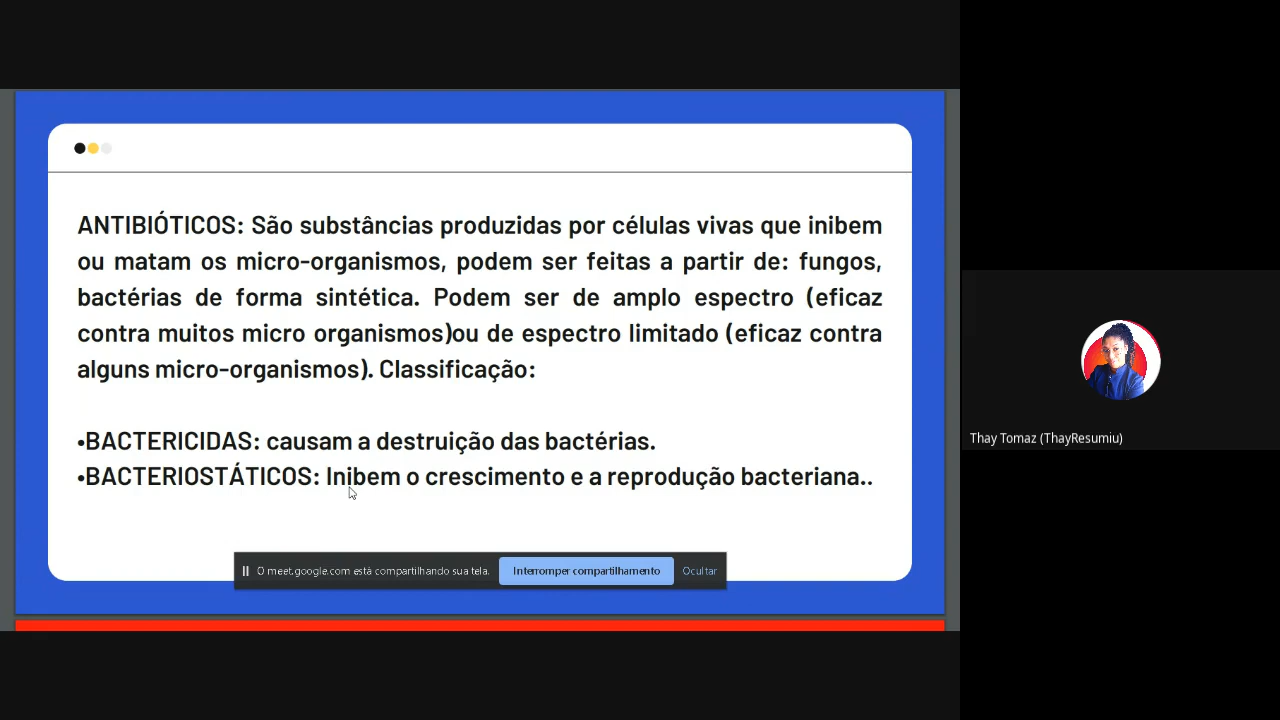 ANTIBIÓTICOS: São substâncias produzidas por células vivas que inibem
ou matam os micro-organismos, podem ser feitas a partir de: fungos,
bactérias de forma sintética. Podem ser de amplo espectro (eficaz
contra muitos micro organismos)ou de espectro limitado (eficaz contra
alguns micro-organismos). Classificação:
•BACTERICIDAS: causam a destruição das bactérias.
•BACTERIOSTÁTICOS: Inibem o crescimento e a reprodução bacteriana..
O meet.google.com está compartilhando sua tela. Interromper compartilhamento Ocultar
Thay Tomaz (ThayResumiu)